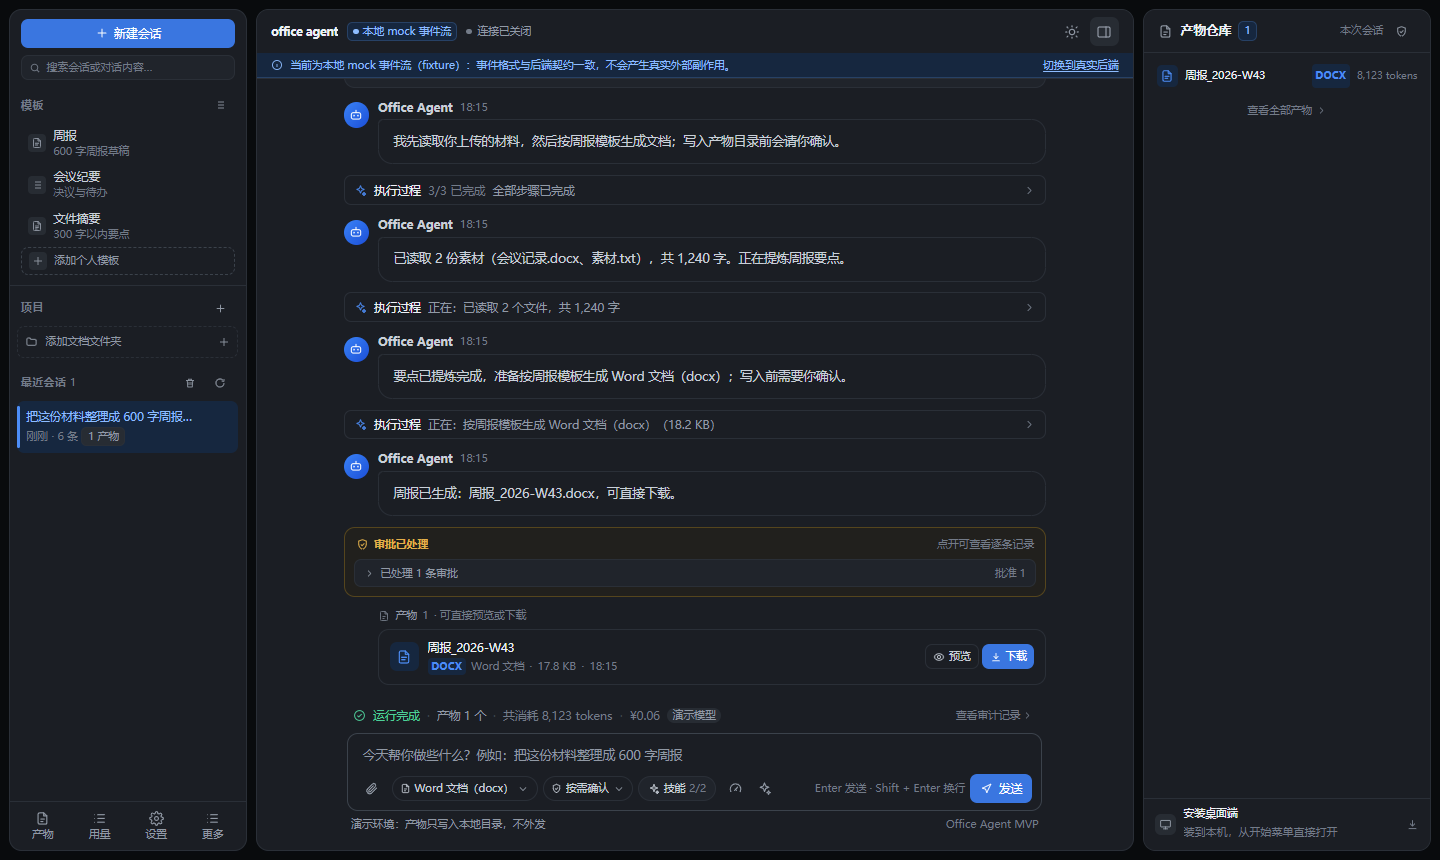 新建会话
搜索会话或对话内容...
模板
周报
600 字周报草稿
会议纪要
决议与待办
文件摘要
300 字以内要点
添加个人模板
项目
添加文档文件夹
最近会话 1
把这份材料整理成 600 字周报...
刚刚 · 6 条 1 产物
产物
用量
设置
更多
office agent 本地 mock 事件流 连接已关闭
当前为本地 mock 事件流（fixture）：事件格式与后端契约一致，不会产生真实外部副作用。 切换到真实后端
Office Agent 18:15
我先读取你上传的材料，然后按周报模板生成文档；写入产物目录前会请你确认。
执行过程 3/3 已完成 全部步骤已完成
Office Agent 18:15
已读取 2 份素材（会议记录.docx、素材.txt），共 1,240 字。正在提炼周报要点。
执行过程 正在：已读取 2 个文件，共 1,240 字
Office Agent 18:15
要点已提炼完成，准备按周报模板生成 Word 文档（docx）；写入前需要你确认。
执行过程 正在：按周报模板生成 Word 文档（docx）（18.2 KB）
Office Agent 18:15
周报已生成：周报_2026-W43.docx，可直接下载。
审批已处理 点开可查看逐条记录
已处理 1 条审批 批准 1
产物 1 · 可直接预览或下载
周报_2026-W43
DOCX Word 文档 · 17.8 KB · 18:15
预览 下载
运行完成 · 产物 1 个 · 共消耗 8,123 tokens · ¥0.06 演示模型 查看审计记录
今天帮你做些什么？例如：把这份材料整理成 600 字周报
Word 文档（docx） 按需确认 技能 2/2 Enter 发送 · Shift + Enter 换行 发送
演示环境：产物只写入本地目录，不外发 Office Agent MVP
产物仓库 1 本次会话
周报_2026-W43 DOCX 8,123 tokens
查看全部产物
安装桌面端
装到本机，从开始菜单直接打开